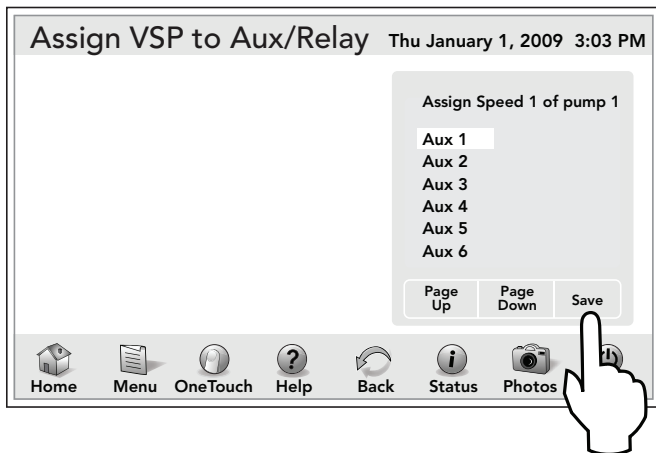 Assign VSP to Aux/Relay Thu January 1, 2009 3:03 PM
Assign Speed 1 of pump 1
Aux 1
Aux 2
Aux 3
Aux 4
Aux 5
Aux 6
Page Up
Page Down
Save
Home Menu OneTouch Help Back Status Photos